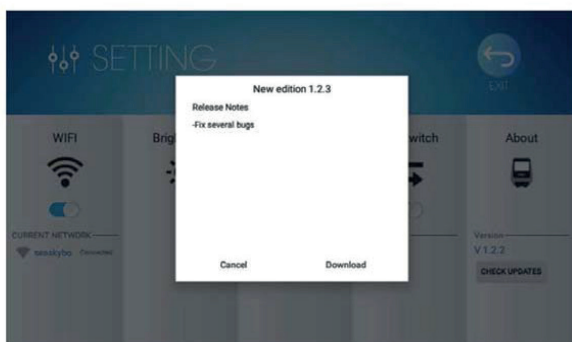 SETTING
EXIT
New edition 1.2.3
Release Notes
-Fix several bugs
Cancel
Download
WIFI
Brig
witch
About
CURRENT NETWORK
Connected
Version
V 1.2.2
CHECK UPDATES